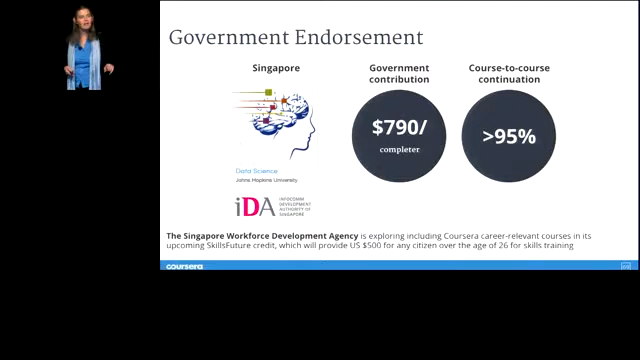 Government Endorsement
Singapore
Government
contribution
Course-to-course
continuation
$790/
completer
>95%
Data Science
Johns Hopkins University
iDA
INFOCOMM
DEVELOPMENT
AUTHORITY OF
SINGAPORE
The Singapore Workforce Development Agency is exploring including Coursera career-relevant courses in its
upcoming SkillsFuture credit, which will provide US $500 for any citizen over the age of 26 for skills training
coursera